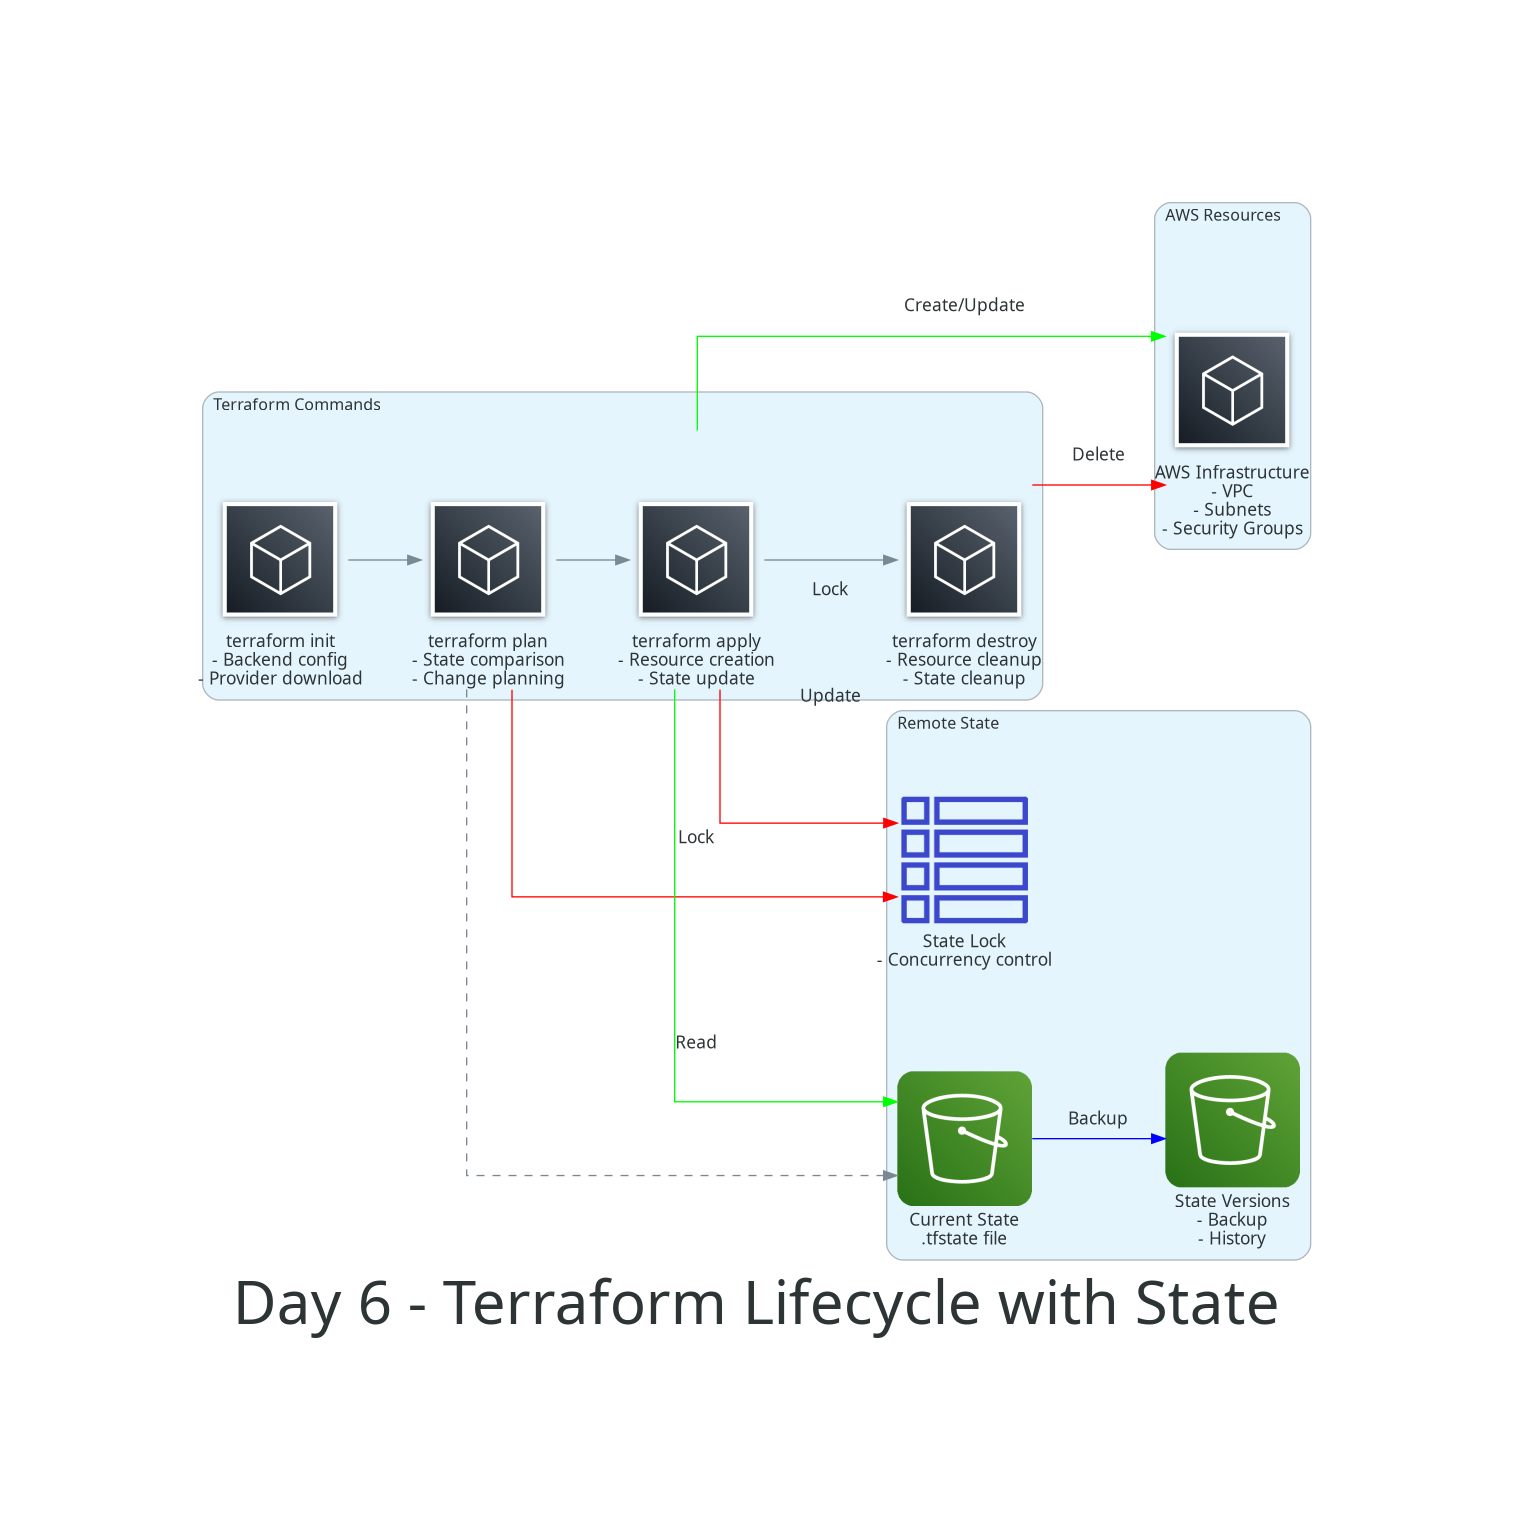 AWS Resources
Create/Update
Terraform Commands
Delete
AWS Infrastructure
- VPC
- Subnets
- Security Groups
Lock
terraform init
- Backend config
- Provider download
terraform plan
- State comparison
- Change planning
terraform apply
- Resource creation
- State update
terraform destroy
- Resource cleanup
- State cleanup
Update
Remote State
Lock
State Lock
- Concurrency control
Read
Backup
Current State
.tfstate file
State Versions
- Backup
- History
Day 6 - Terraform Lifecycle with State